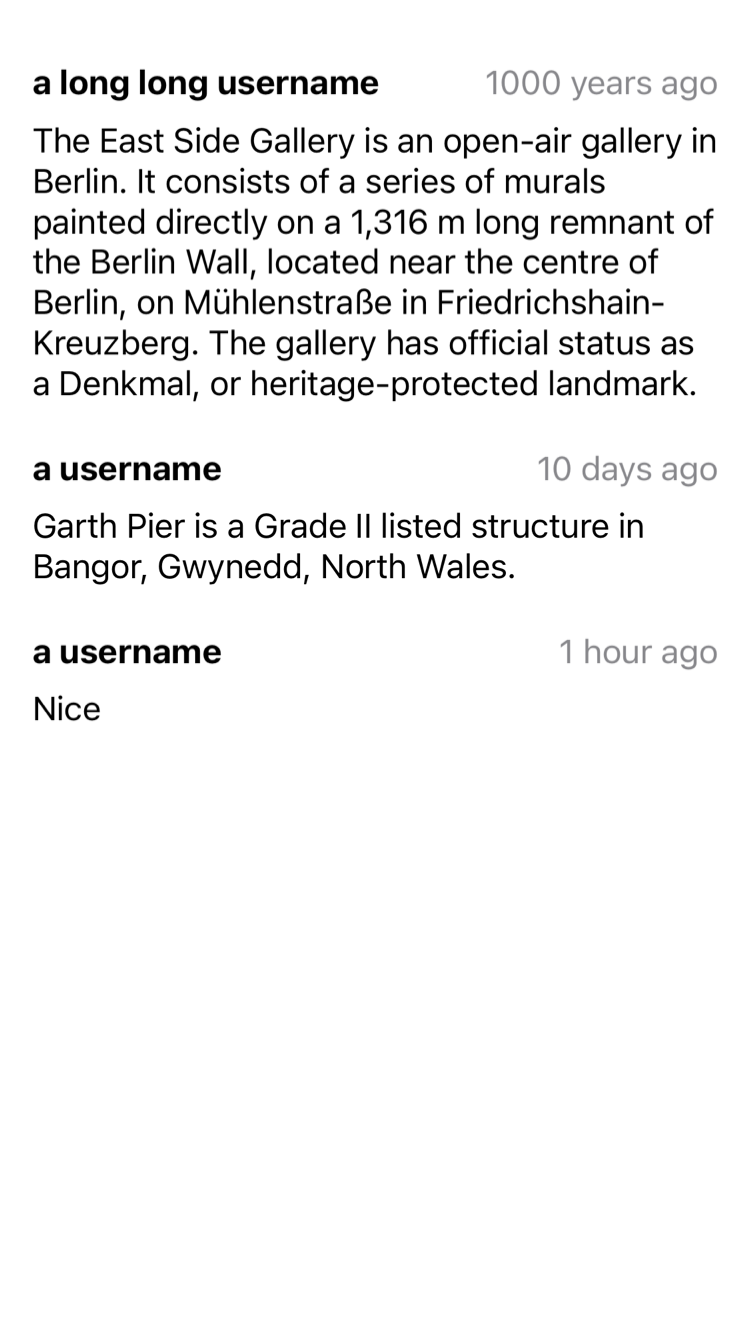 a long long username 1000 years ago
The East Side Gallery is an open-air gallery in
Berlin. It consists of a series of murals
painted directly on a 1,316 m long remnant of
the Berlin Wall, located near the centre of
Berlin, on Mühlenstraße in Friedrichshain-
Kreuzberg. The gallery has official status as
a Denkmal, or heritage-protected landmark.
a username 10 days ago
Garth Pier is a Grade II listed structure in
Bangor, Gwynedd, North Wales.
a username 1 hour ago
Nice